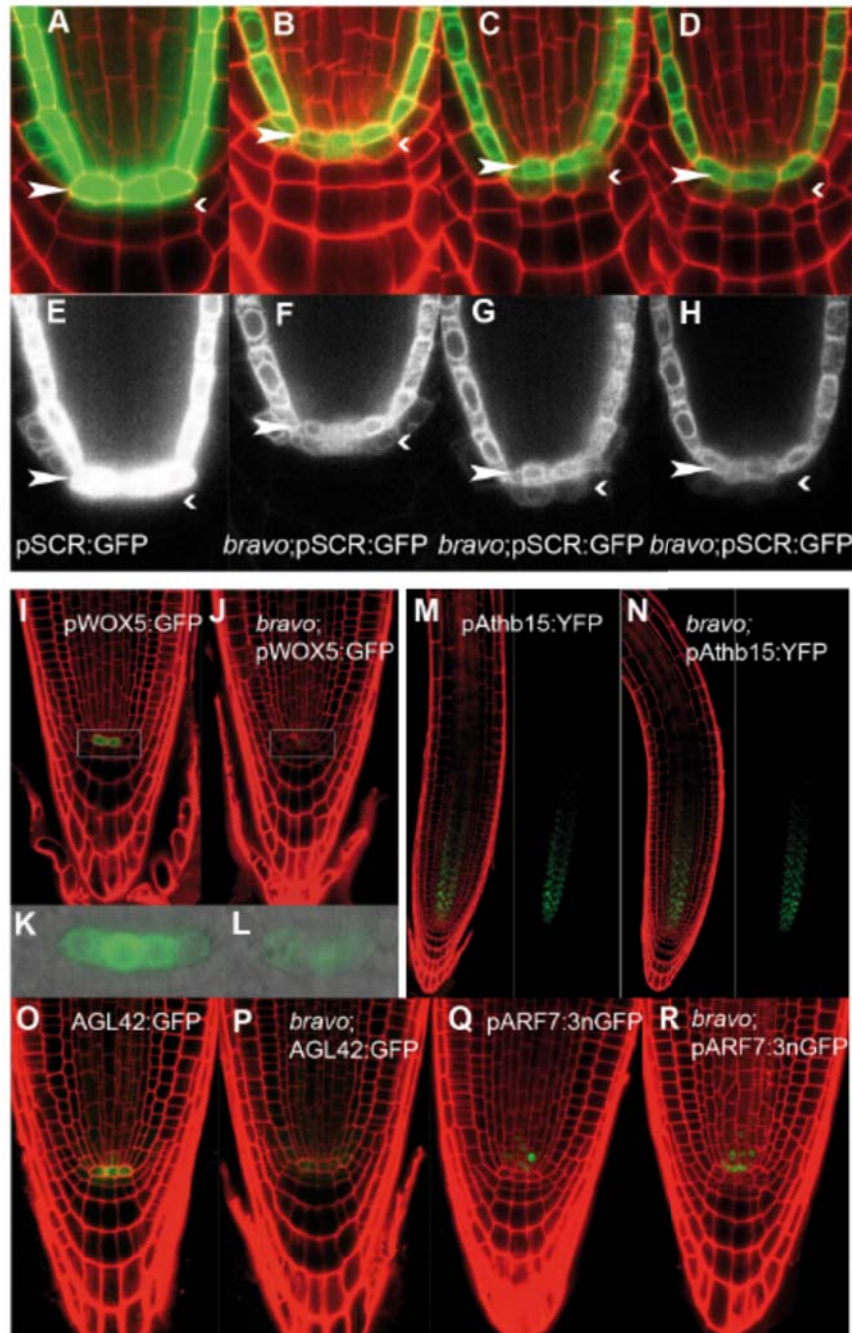 A B C D
E F G H
pSCR:GFP bravo;pSCR:GFP bravo;pSCR:GFP bravo;pSCR:GFP
I pWOX5:GFP J bravo;
pWOX5:GFP
M pAthb15:YFP N bravo;
pAthb15:YFP
K L
O AGL42:GFP P bravo;
AGL42:GFP
Q pARF7:3nGFP R bravo;
pARF7:3nGFP